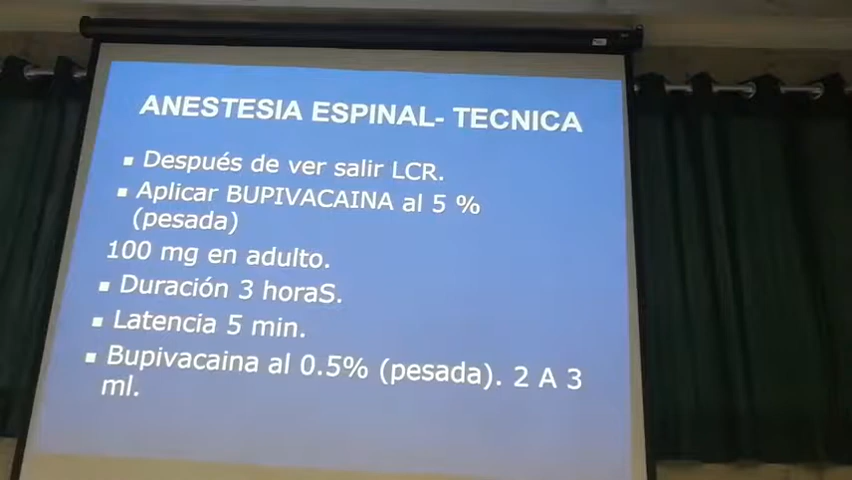 ANESTESIA ESPINAL- TECNICA
▪ Después de ver salir LCR.
▪ Aplicar BUPIVACAINA al 5 %
(pesada)
100 mg en adulto.
▪ Duración 3 horaS.
▪ Latencia 5 min.
▪ Bupivacaina al 0.5% (pesada). 2 A 3
ml.